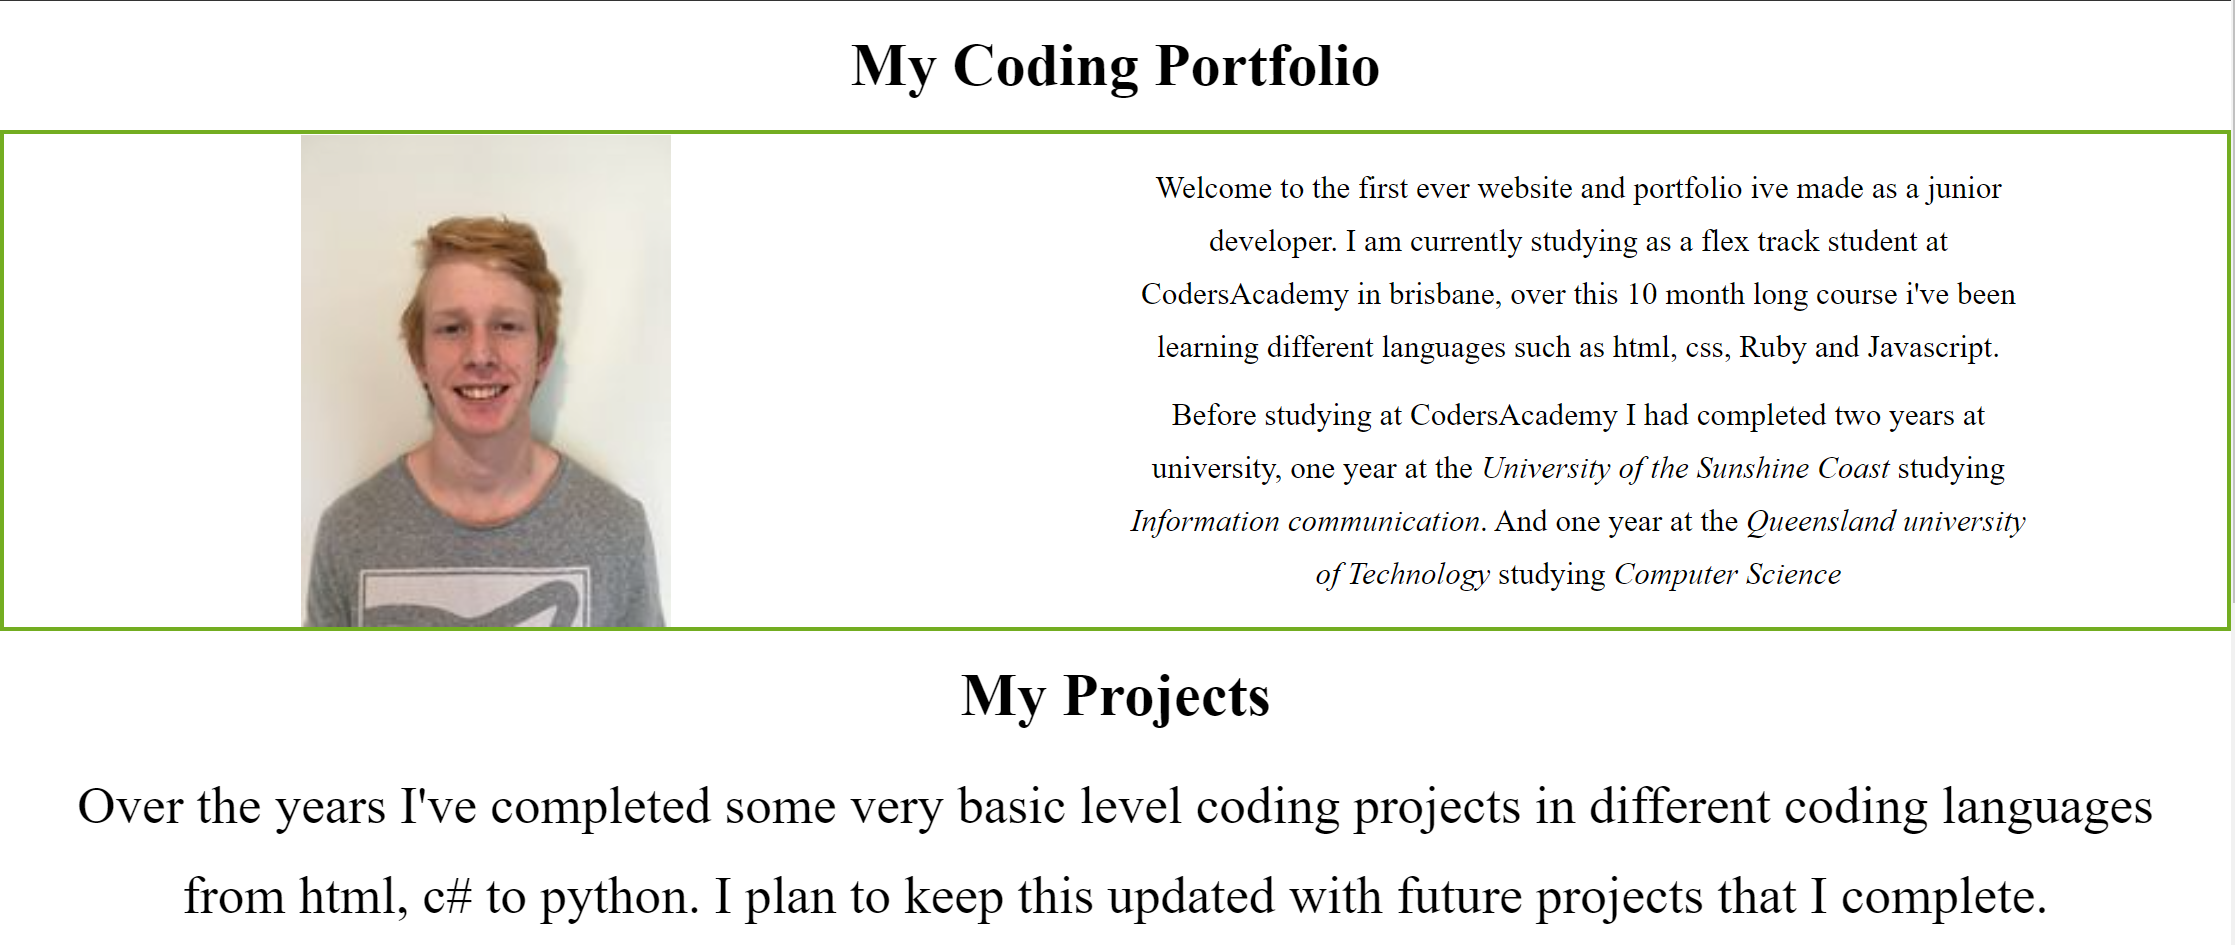 My Coding Portfolio
Welcome to the first ever website and portfolio ive made as a junior
developer. I am currently studying as a flex track student at
CodersAcademy in brisbane, over this 10 month long course i've been
learning different languages such as html, css, Ruby and Javascript.
Before studying at CodersAcademy I had completed two years at
university, one year at the University of the Sunshine Coast studying
Information communication. And one year at the Queensland university
of Technology studying Computer Science
My Projects
Over the years I've completed some very basic level coding projects in different coding languages
from html, c# to python. I plan to keep this updated with future projects that I complete.